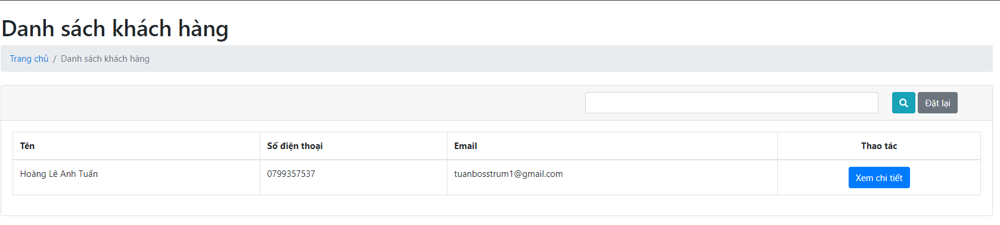 Danh sách khách hàng
Trang chủ / Danh sách khách hàng
Đặt lại
Tên Số điện thoại Email Thao tác
Hoàng Lê Anh Tuấn 0799357537 tuanbosstrum1@gmail.com Xem chi tiết